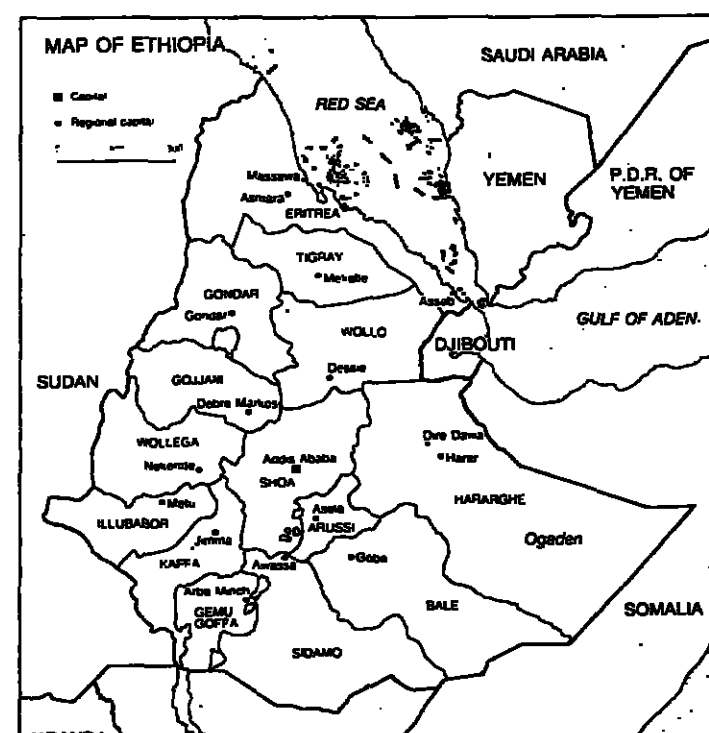 MAP OF ETHIOPIA
Capital
Regional capital
SAUDI ARABIA
RED SEA
YEMEN
P.D.R. OF
YEMEN
Massawa
Asmara
ERITREA
TIGRAY
Mekele
GONDAR
Gondar
Assab
GULF OF ADEN
WOLLO
DJIBOUTI
SUDAN
GOJJAM
Dessie
Debre Markos
WOLLEGA
Nekemte
Addis Ababa
SHOA
Dire Dawa
Harar
HARARGHE
Metu
ILLUBABOR
Assela
ARUSSI
Ogaden
Jimma
KAFFA
Awassa
Goba
Arba Minch
GEMU
GOFFA
BALE
SOMALIA
SIDAMO